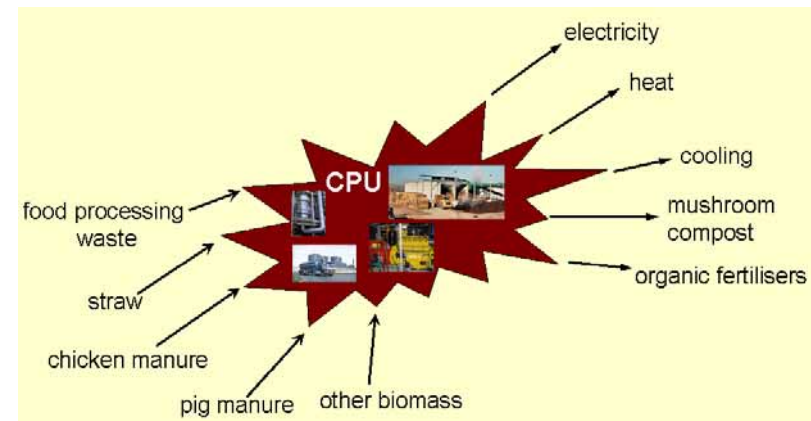 electricity
heat
CPU
cooling
food processing
waste
mushroom
compost
organic fertilisers
straw
chicken manure
pig manure
other biomass